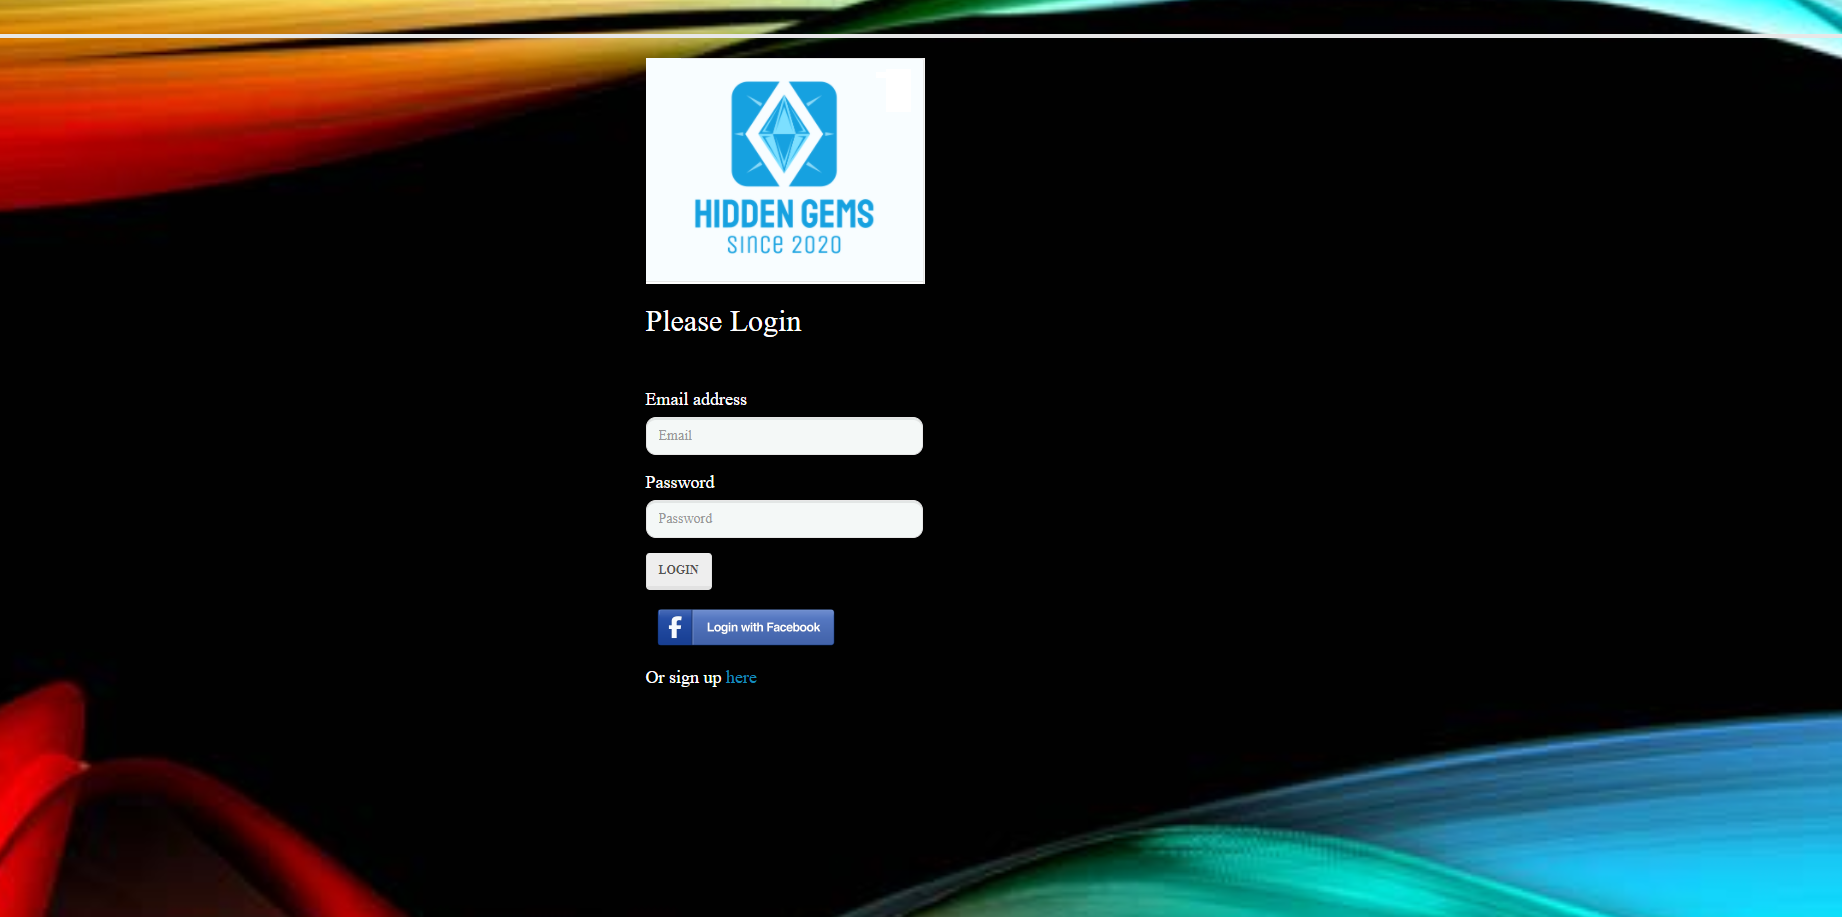 HIDDEN GEMS
since 2020
Please Login
Email address
Email
Password
Password
LOGIN
f Login with Facebook
Or sign up here